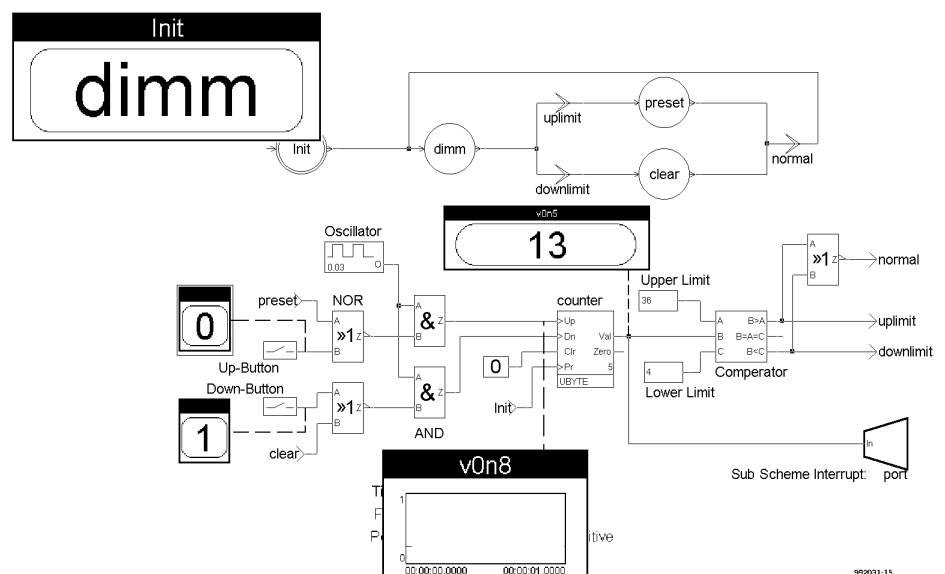 Init
dimm
Init
dimm
uplimit
preset
downlimit
clear
normal
v0n5
13
Oscillator
0.03 O
preset
NOR
0
A
»1 Z
B
Up-Button
Down-Button
1
A
»1 Z
B
clear
A
& Z
B
A
& Z
B
AND
counter
Up
Dn Val
Clr Zero
Pr 5
UBYTE
0
Init
Upper Limit
36
A B>A
B B=A=C
C B<C
4
Comperator
Lower Limit
A
»1 Z
B
normal
uplimit
downlimit
In
Sub Scheme Interrupt: port
v0n8
1
0
00:00:00.0000 00:00:01.0000
itive
992031-15